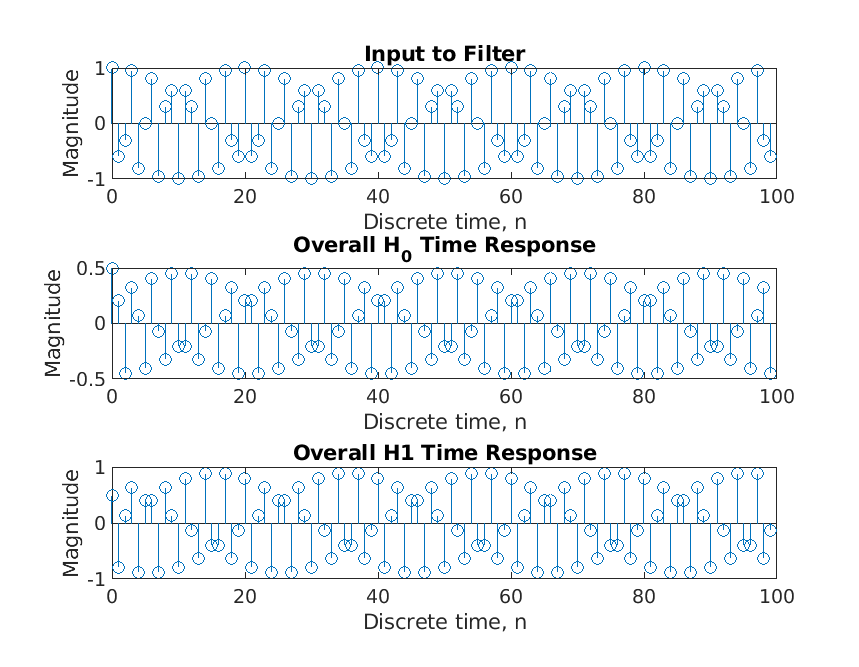 Input to Filter
1
0
-1
Magnitude
0 20 40 60 80 100
Discrete time, n
Overall H0 Time Response
0.5
0
-0.5
Magnitude
0 20 40 60 80 100
Discrete time, n
Overall H1 Time Response
1
0
-1
Magnitude
0 20 40 60 80 100
Discrete time, n